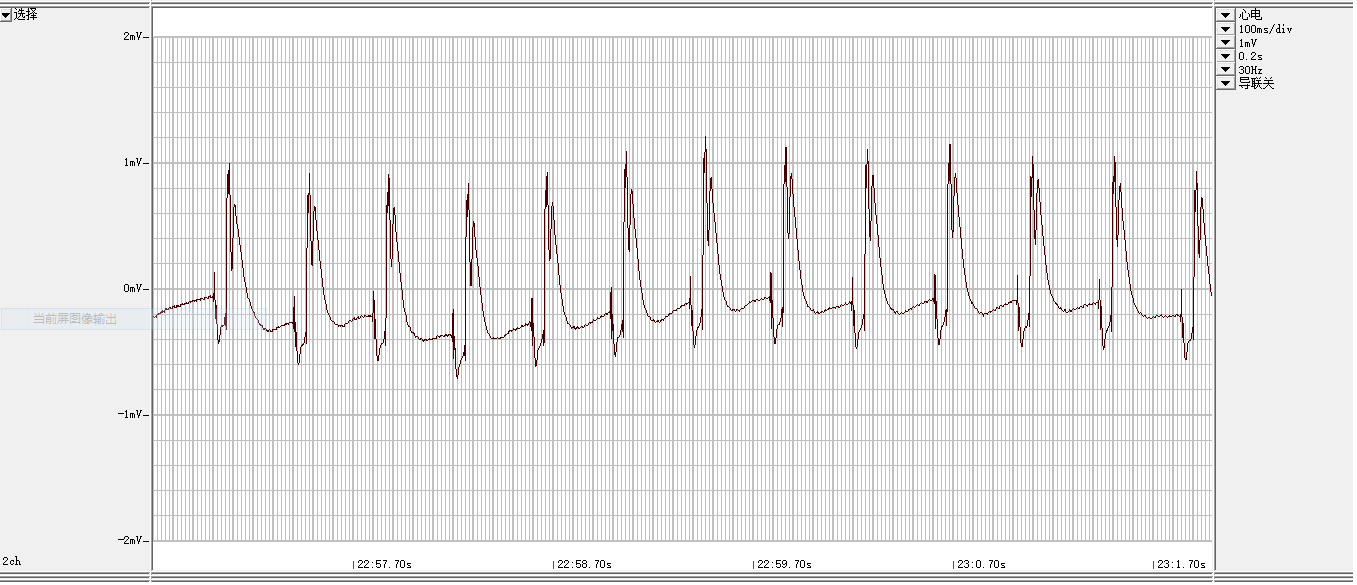 选择
心电
100ms/div
1mV
0.2s
30Hz
导联关
2mV
1mV
0mV
当前屏图像输出
-1mV
-2mV
2ch
22:57.70s
22:58.70s
22:59.70s
23:0.70s
23:1.70s